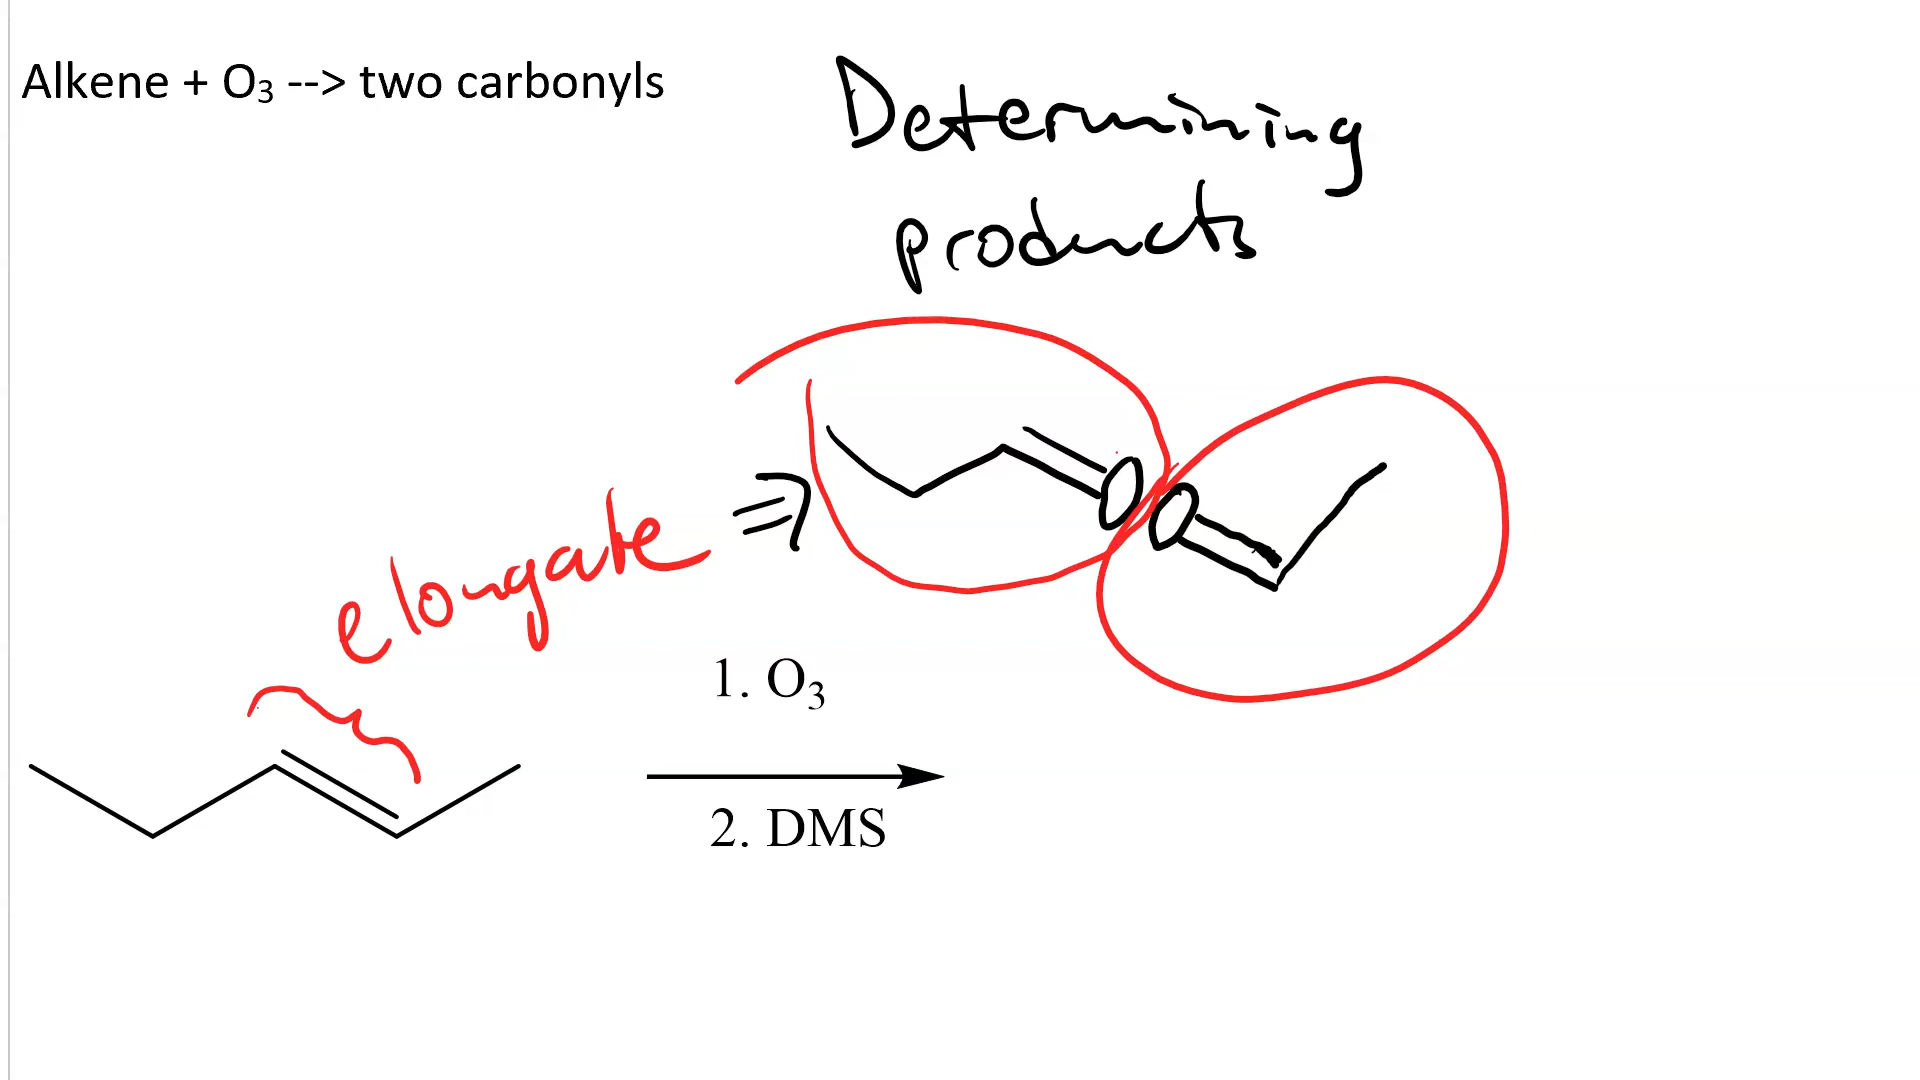 Alkene + O₃ --> two carbonyls
Determining
products
elongate ⇒
O O
1. O₃
2. DMS